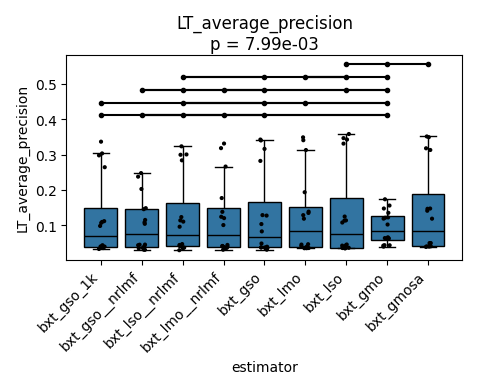 LT_average_precision
p = 7.99e-03
LT_average_precision
0.5
0.4
0.3
0.2
0.1
bxt_gso_1k
bxt_gso__nrlmf
bxt_lso__nrlmf
bxt_lmo__nrlmf
bxt_gso
bxt_lmo
bxt_lso
bxt_gmo
bxt_gmosa
estimator